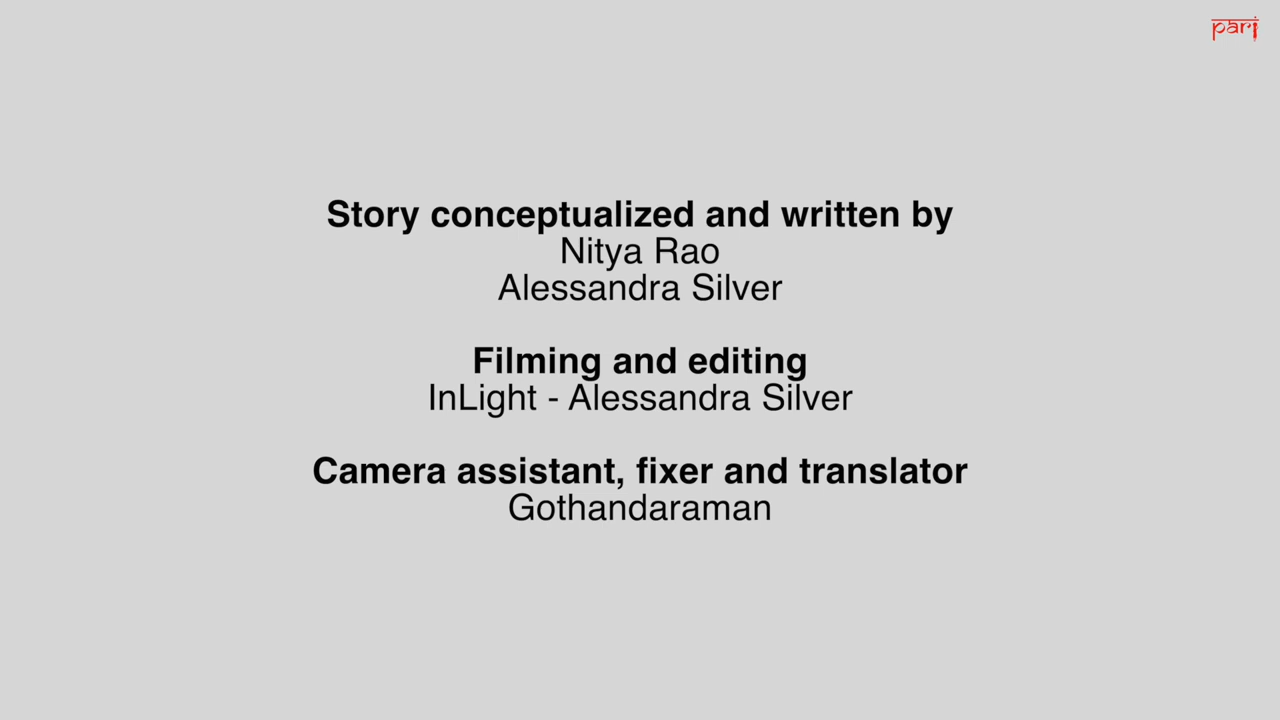 pari
Story conceptualized and written by
Nitya Rao
Alessandra Silver
Filming and editing
InLight - Alessandra Silver
Camera assistant, fixer and translator
Gothandaraman